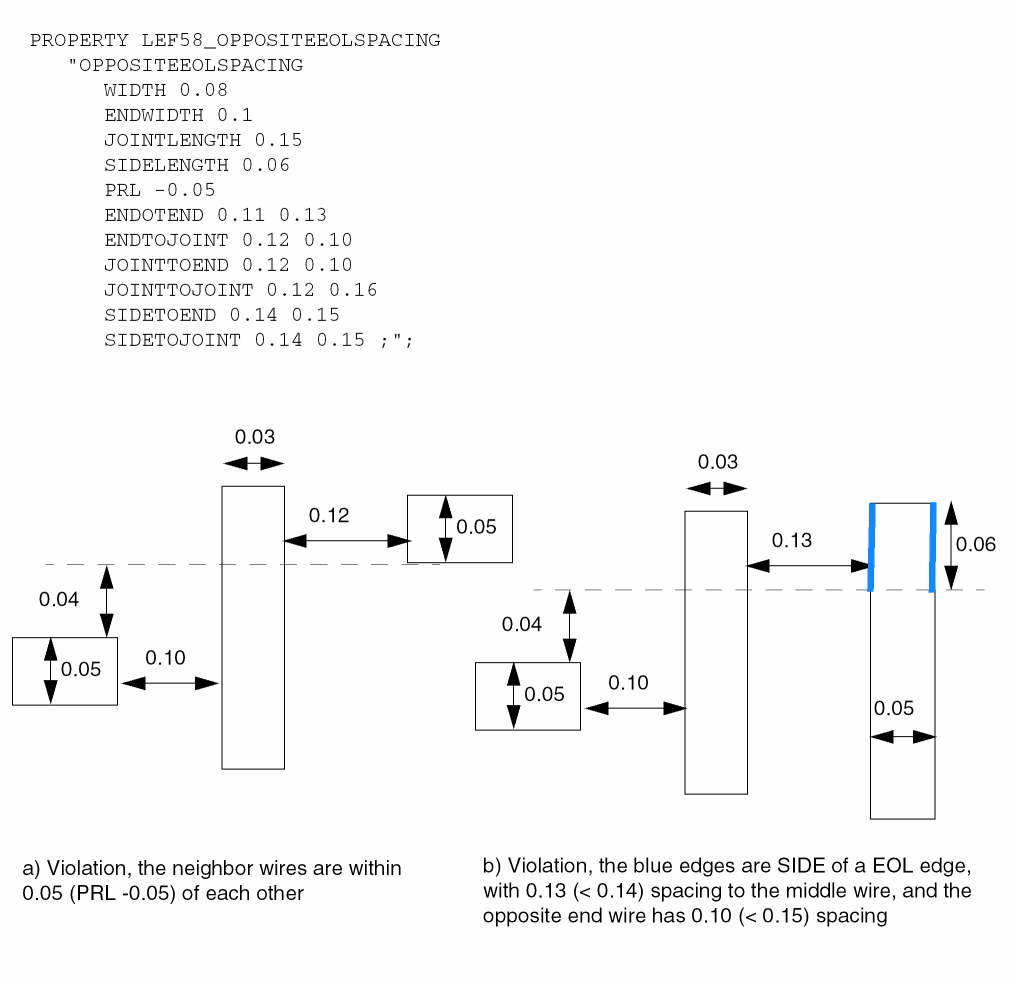 PROPERTY LEF58_OPPOSITEEOLSPACING
"OPPOSITEEOLSPACING
WIDTH 0.08
ENDWIDTH 0.1
JOINTLENGTH 0.15
SIDELENGTH 0.06
PRL -0.05
ENDOTEND 0.11 0.13
ENDTOJOINT 0.12 0.10
JOINTTOEND 0.12 0.10
JOINTTOJOINT 0.12 0.16
SIDETOEND 0.14 0.15
SIDETOJOINT 0.14 0.15 ;";
0.03
0.12
0.05
0.04
0.05
0.10
0.03
0.13
0.06
0.04
0.05
0.10
0.05
a) Violation, the neighbor wires are within
0.05 (PRL -0.05) of each other
b) Violation, the blue edges are SIDE of a EOL edge,
with 0.13 (< 0.14) spacing to the middle wire, and the
opposite end wire has 0.10 (< 0.15) spacing